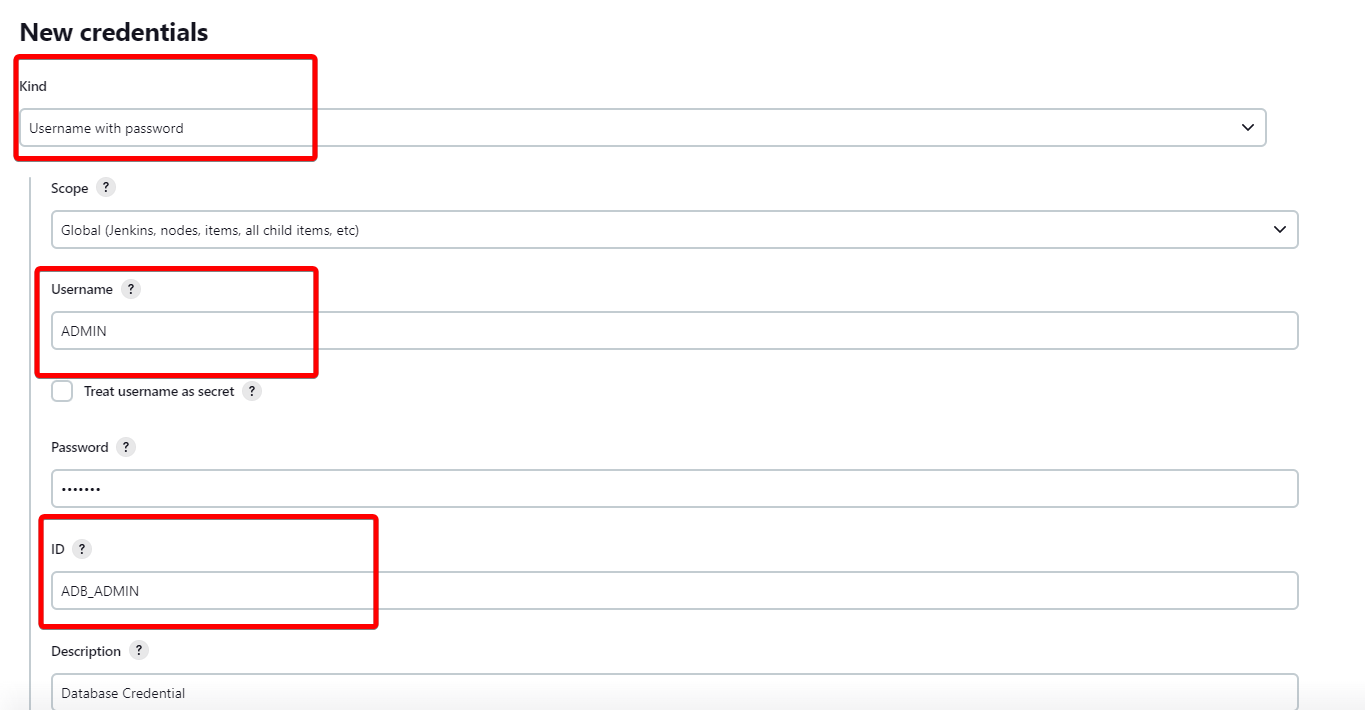 New credentials
Kind
Username with password
Scope ?
Global (Jenkins, nodes, items, all child items, etc)
Username ?
ADMIN
Treat username as secret ?
Password ?
•••••••
ID ?
ADB_ADMIN
Description ?
Database Credential